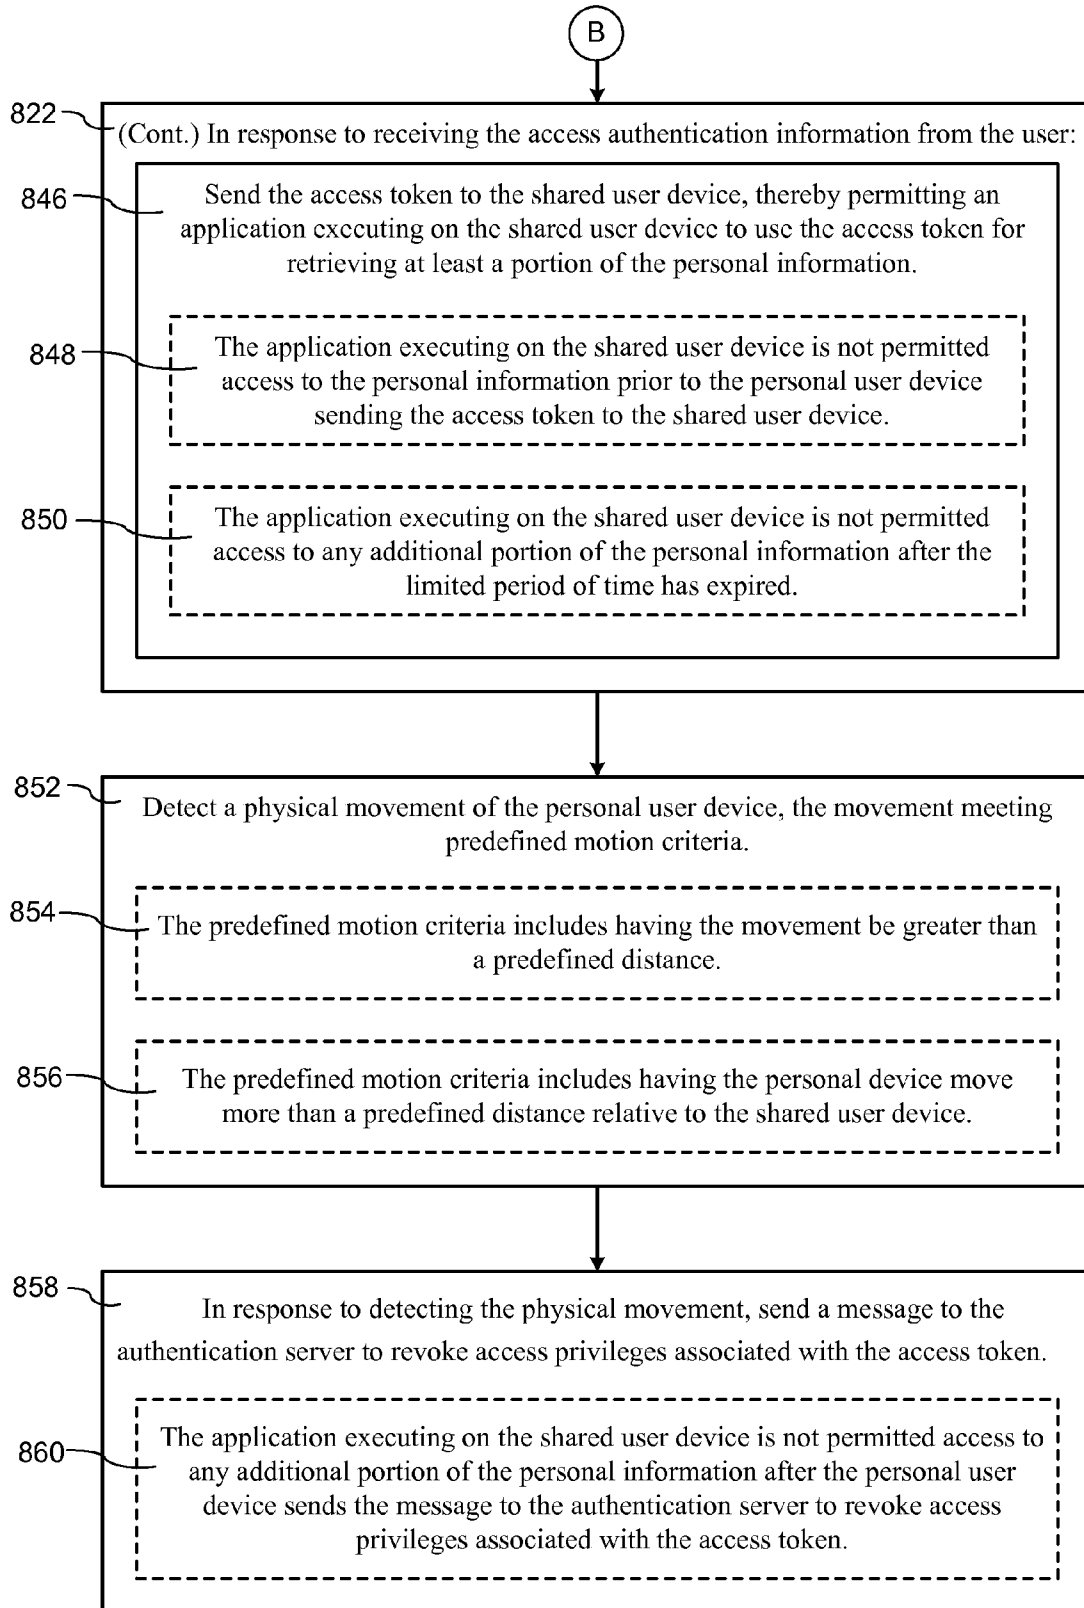 B
822
(Cont.) In response to receiving the access authentication information from the user:
846
Send the access token to the shared user device, thereby permitting an
application executing on the shared user device to use the access token for
retrieving at least a portion of the personal information.
848
The application executing on the shared user device is not permitted
access to the personal information prior to the personal user device
sending the access token to the shared user device.
850
The application executing on the shared user device is not permitted
access to any additional portion of the personal information after the
limited period of time has expired.
852
Detect a physical movement of the personal user device, the movement meeting
predefined motion criteria.
854
The predefined motion criteria includes having the movement be greater than
a predefined distance.
856
The predefined motion criteria includes having the personal device move
more than a predefined distance relative to the shared user device.
858
In response to detecting the physical movement, send a message to the
authentication server to revoke access privileges associated with the access token.
860
The application executing on the shared user device is not permitted access to
any additional portion of the personal information after the personal user
device sends the message to the authentication server to revoke access
privileges associated with the access token.